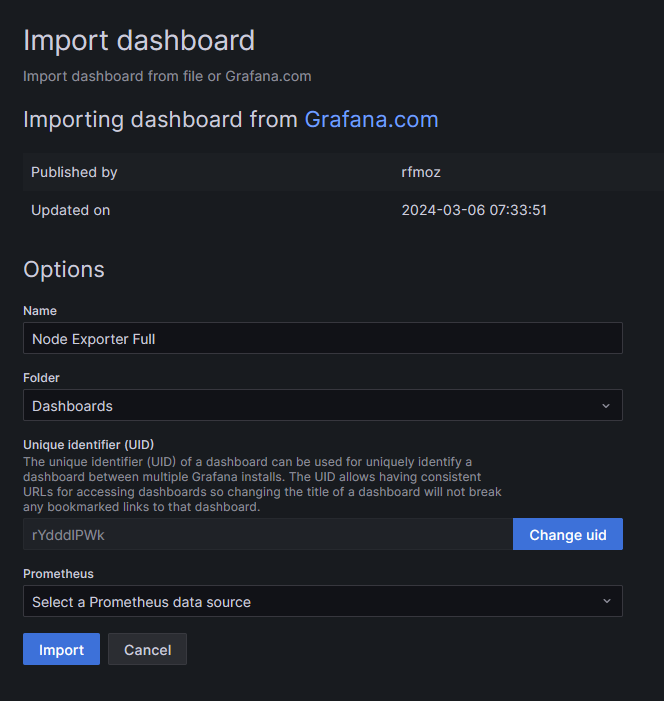 Import dashboard
Import dashboard from file or Grafana.com
Importing dashboard from Grafana.com
Published by rfmoz
Updated on 2024-03-06 07:33:51
Options
Name
Node Exporter Full
Folder
Dashboards
Unique identifier (UID)
The unique identifier (UID) of a dashboard can be used for uniquely identify a
dashboard between multiple Grafana installs. The UID allows having consistent
URLs for accessing dashboards so changing the title of a dashboard will not break
any bookmarked links to that dashboard.
rYdddlPWk Change uid
Prometheus
Select a Prometheus data source
Import Cancel